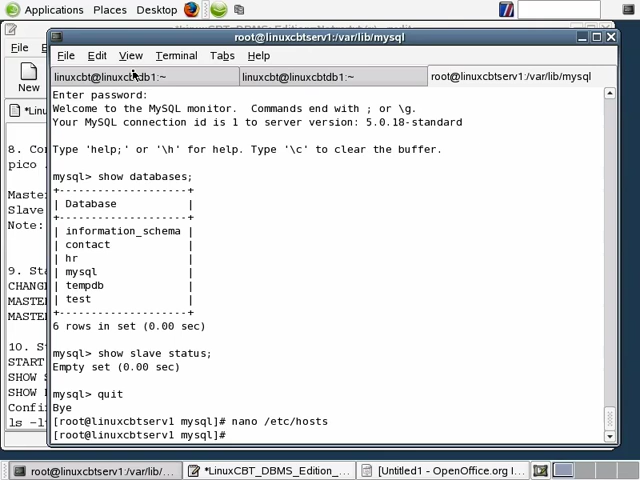 Applications Places Desktop
root@linuxcbtserv1:/var/lib/mysql
File
New
*Linu
8. Con
pico
Master
Slave
Note:
9. Sta
CHANG
MASTE
MASTE
10. S
START
SHOW S
SHOW
Confi
ls -l
File Edit View Terminal Tabs Help
linuxcbt@linuxcbtdb1:~
linuxcbt@linuxcbtdb1:~
root@linuxcbtserv1:/var/lib/mysql
Enter password:
Welcome to the MySQL monitor.  Commands end with ; or \g.
Your MySQL connection id is 1 to server version: 5.0.18-standard
Type 'help;' or '\h' for help. Type '\c' to clear the buffer.
mysql> show databases;
+--------------------+
| Database           |
+--------------------+
| information_schema |
| contact            |
| hr                 |
| mysql              |
| tempdb             |
| test               |
+--------------------+
6 rows in set (0.00 sec)
mysql> show slave status;
Empty set (0.00 sec)
mysql> quit
Bye
[root@linuxcbtserv1 mysql]# nano /etc/hosts
[root@linuxcbtserv1 mysql]#
root@linuxcbtserv1:/var/lib/...
*LinuxCBT_DBMS_Edition_...
[Untitled1 - OpenOffice.org I...